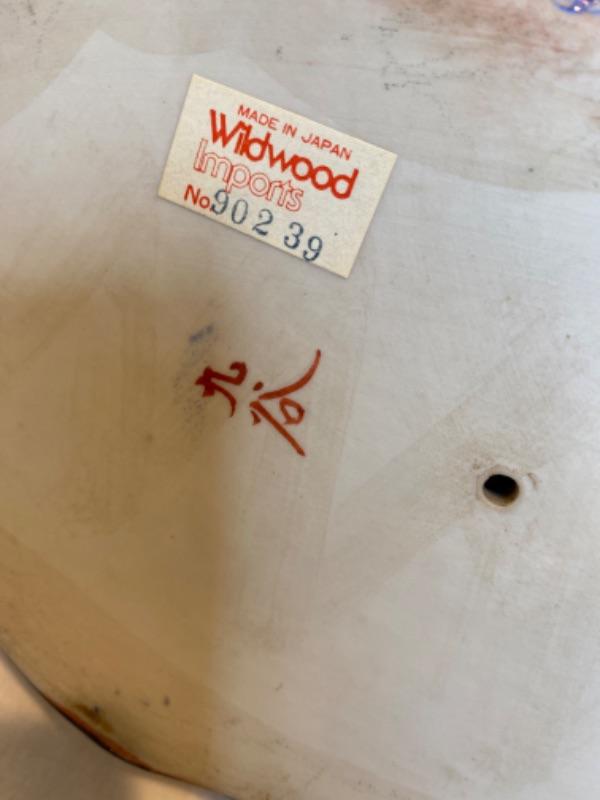 MADE IN JAPAN
Wildwood
Imports
No.90239
九谷